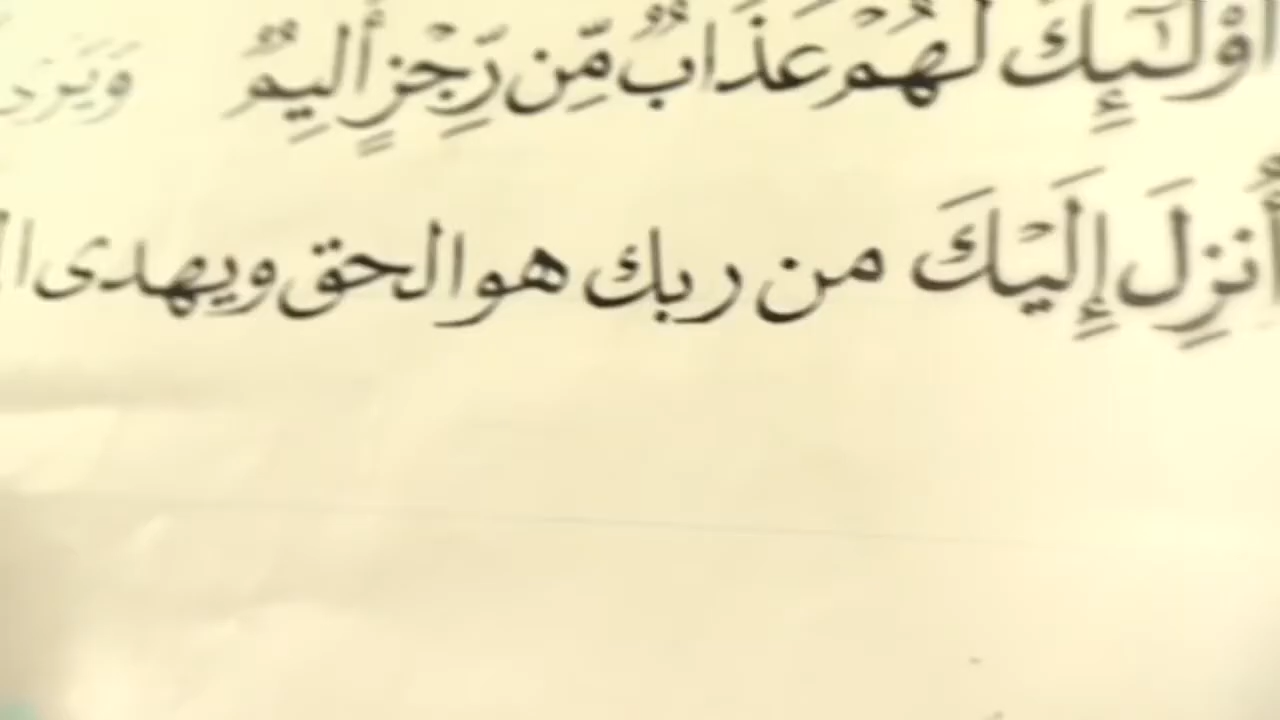 أُوْلَٰٓئِكَ لَهُمْ عَذَابٌ مِّن رِّجْزٍ أَلِيمٌ وَيَرَى
أُنزِلَ إِلَيْكَ من ربك هو الحق ويهدى